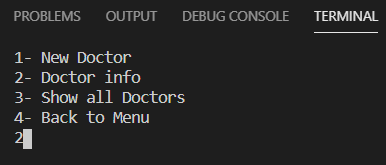 PROBLEMS OUTPUT DEBUG CONSOLE TERMINAL
1- New Doctor
2- Doctor info
3- Show all Doctors
4- Back to Menu
2